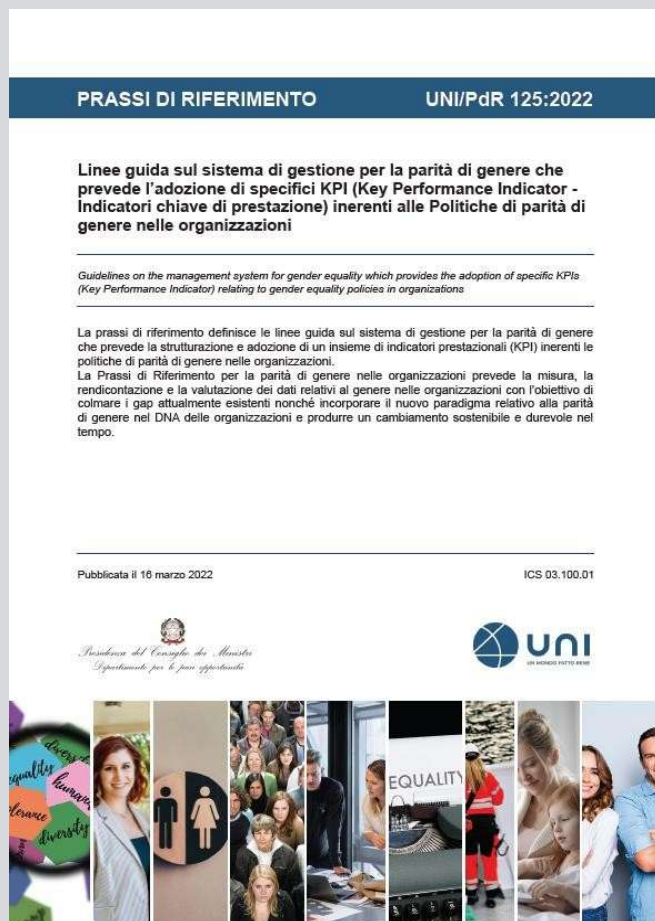 PRASSI DI RIFERIMENTO UNI/PdR 125:2022
Linee guida sul sistema di gestione per la parità di genere che
prevede l'adozione di specifici KPI (Key Performance Indicator -
Indicatori chiave di prestazione) inerenti alle Politiche di parità di
genere nelle organizzazioni
Guidelines on the management system for gender equality which provides the adoption of specific KPIs
(Key Performance Indicator) relating to gender equality policies in organizations
La prassi di riferimento definisce le linee guida sul sistema di gestione per la parità di genere
che prevede la strutturazione e adozione di un insieme di indicatori prestazionali (KPI) inerenti le
politiche di parità di genere nelle organizzazioni.
La Prassi di Riferimento per la parità di genere nelle organizzazioni prevede la misura, la
rendicontazione e la valutazione dei dati relativi al genere nelle organizzazioni con l'obiettivo di
colmare i gap attualmente esistenti nonché incorporare il nuovo paradigma relativo alla parità
di genere nel DNA delle organizzazioni e produrre un cambiamento sostenibile e durevole nel
tempo.
Pubblicata il 16 marzo 2022 ICS 03.100.01
Presidenza del Consiglio dei Ministri
Dipartimento per le pari opportunità
UNI
UN MONDO FATTO BENE
equality
diversity
EQUALITY